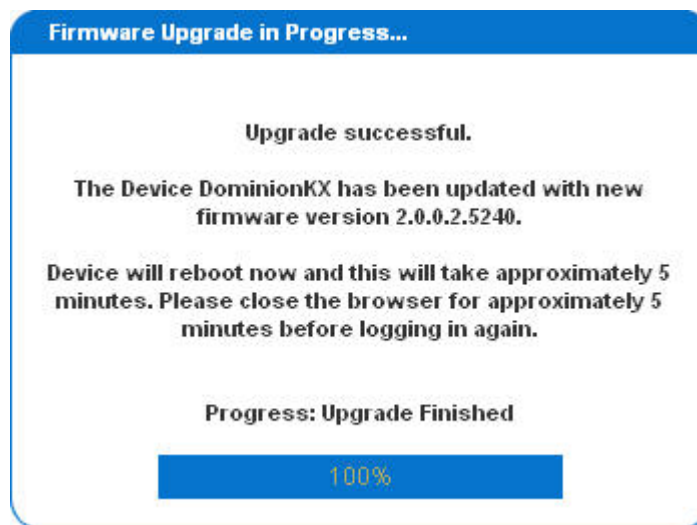 Firmware Upgrade in Progress...
Upgrade successful.
The Device DominionKX has been updated with new
firmware version 2.0.0.2.5240.
Device will reboot now and this will take approximately 5
minutes. Please close the browser for approximately 5
minutes before logging in again.
Progress: Upgrade Finished
100%